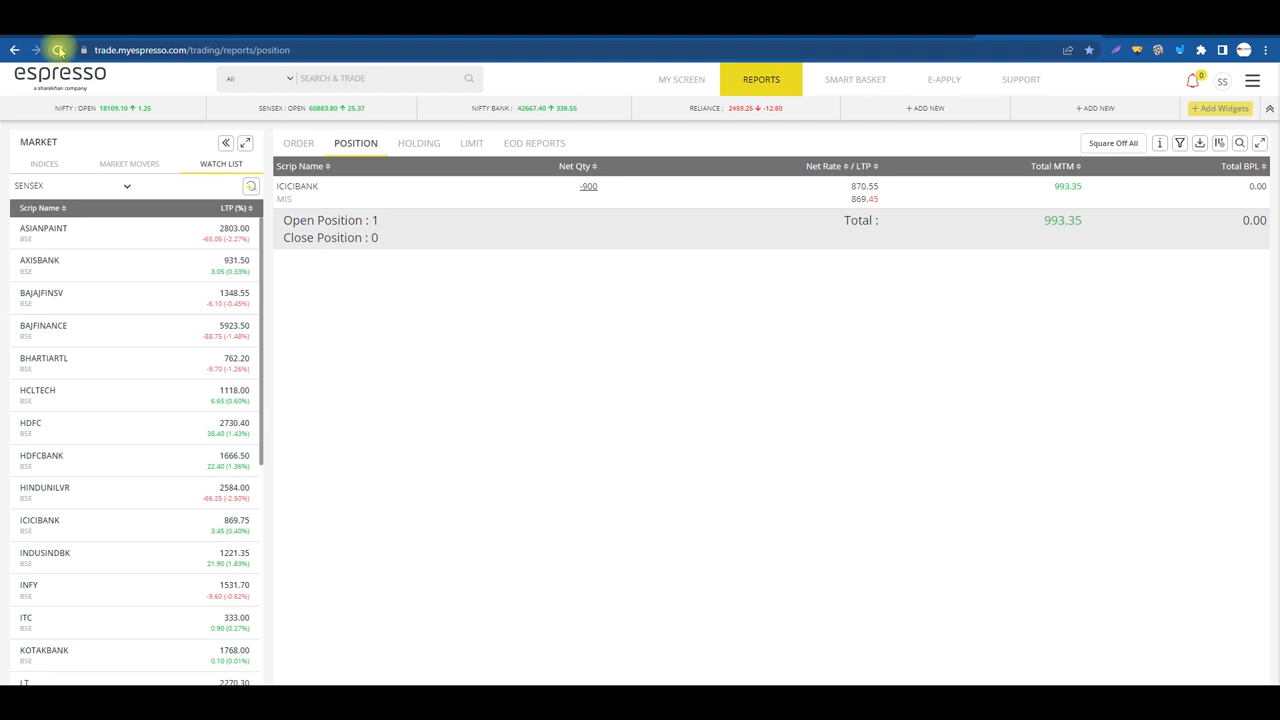 trade.myespresso.com/trading/reports/position
espresso
a sharekhan company
All
SEARCH & TRADE
MY SCREEN
REPORTS
SMART BASKET
E-APPLY
SUPPORT
0
SS
NIFTY : OPEN 18109.10 ↑ 1.25
SENSEX : OPEN 60883.80 ↑ 25.37
NIFTY BANK : 42667.40 ↑ 338.55
RELIANCE : 2459.25 ↓ -12.80
+ ADD NEW
+ ADD NEW
+ Add Widgets
MARKET
INDICES
MARKET MOVERS
WATCH LIST
SENSEX
Scrip Name LTP (%)
ASIANPAINT 2803.00
BSE -65.05 (-2.27%)
AXISBANK 931.50
BSE 3.05 (0.33%)
BAJAJFINSV 1348.55
BSE -6.10 (-0.45%)
BAJFINANCE 5923.50
BSE -88.75 (-1.48%)
BHARTIARTL 762.20
BSE -9.70 (-1.26%)
HCLTECH 1118.00
BSE 6.65 (0.60%)
HDFC 2730.40
BSE 38.40 (1.43%)
HDFCBANK 1666.50
BSE 22.40 (1.36%)
HINDUNILVR 2584.00
BSE -66.25 (-2.50%)
ICICIBANK 869.75
BSE 3.45 (0.40%)
INDUSINDBK 1221.35
BSE 21.90 (1.83%)
INFY 1531.70
BSE -9.60 (-0.62%)
ITC 333.00
BSE 0.90 (0.27%)
KOTAKBANK 1768.00
BSE 0.10 (0.01%)
LT 2270.30
ORDER
POSITION
HOLDING
LIMIT
EOD REPORTS
Square Off All
Scrip Name Net Qty Net Rate / LTP Total MTM Total BPL
ICICIBANK -900 870.55 993.35 0.00
MIS 869.45
Open Position : 1 Total : 993.35 0.00
Close Position : 0